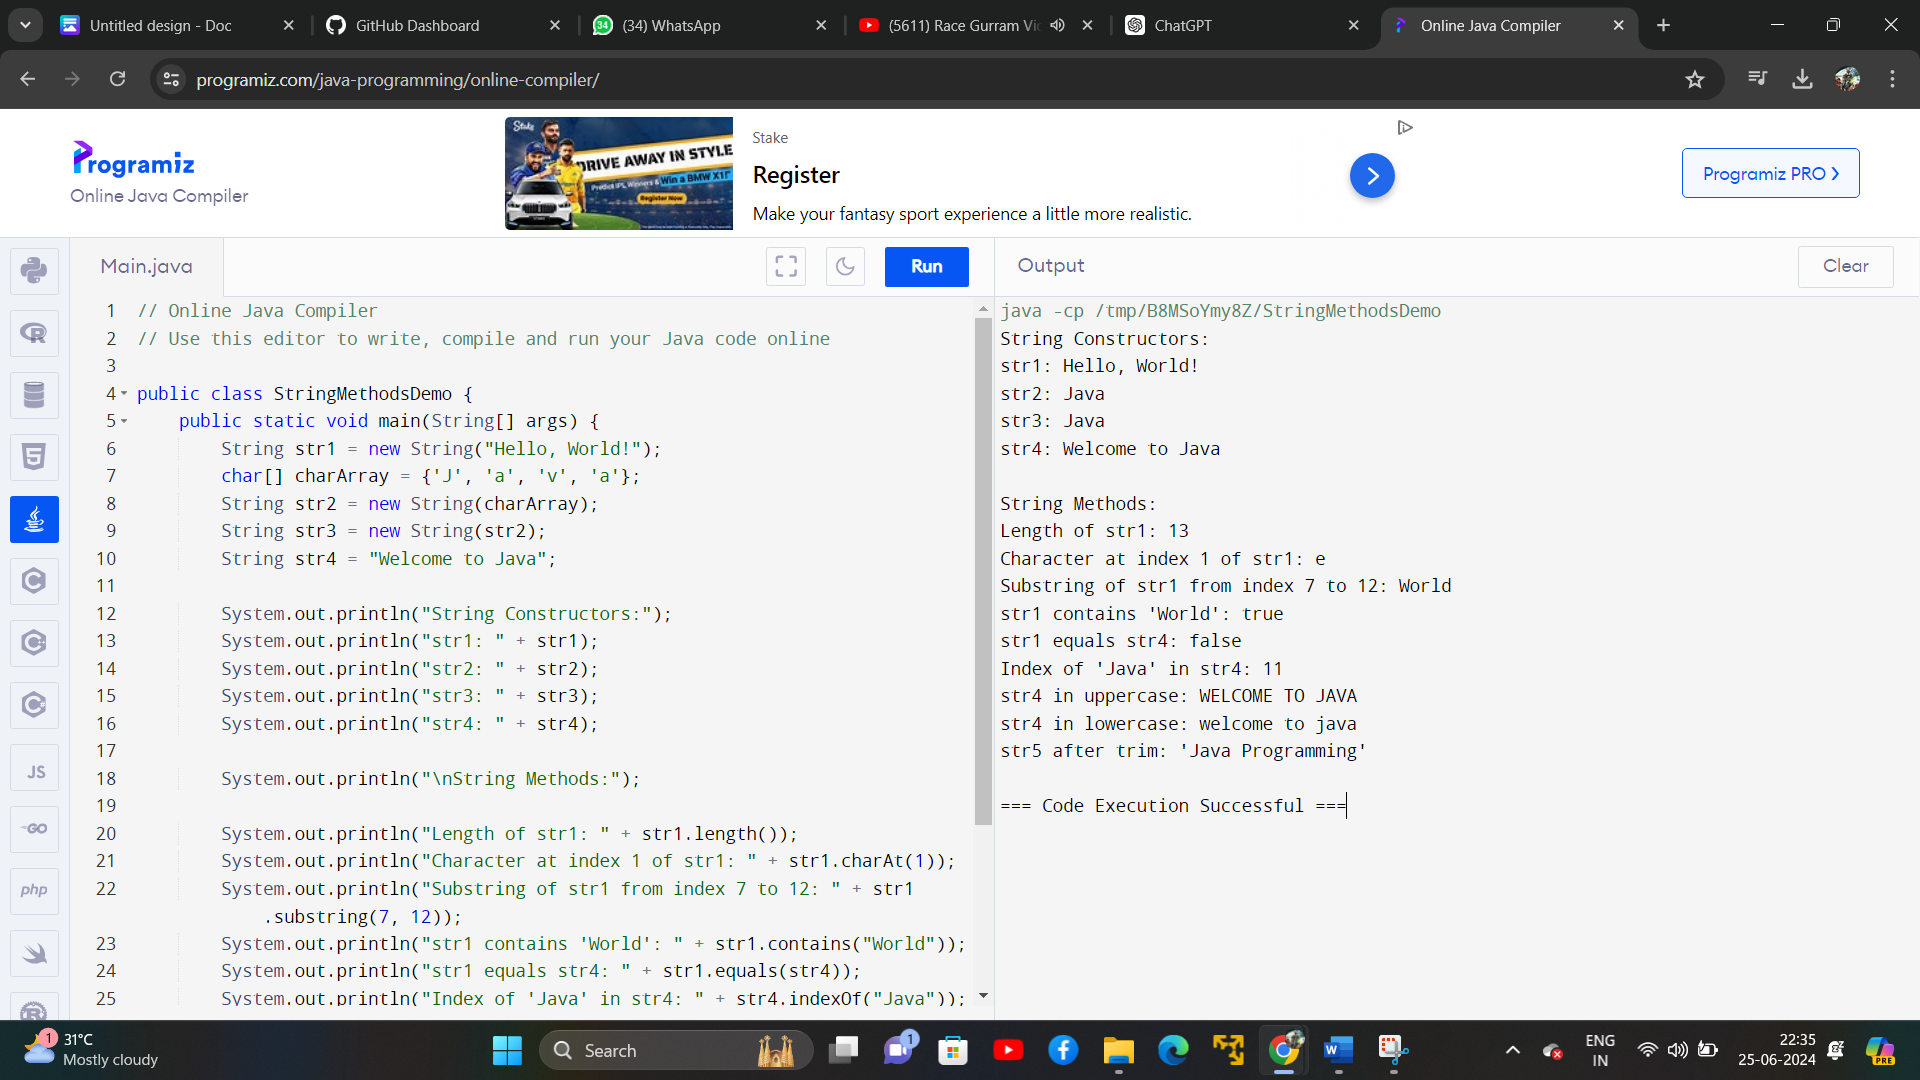 Untitled design - Doc
GitHub Dashboard
34
(34) WhatsApp
(5611) Race Gurram Vi
ChatGPT
Online Java Compiler
programiz.com/java-programming/online-compiler/
Programiz
Online Java Compiler
Stake
DRIVE AWAY IN STYLE
Predict IPL Winners & Win a BMW X1!
Register Now
Stake
Register
Make your fantasy sport experience a little more realistic.
Programiz PRO
Main.java
Run
Output
Clear
1 // Online Java Compiler
2 // Use this editor to write, compile and run your Java code online
3
4 public class StringMethodsDemo {
5 public static void main(String[] args) {
6 String str1 = new String("Hello, World!");
7 char[] charArray = {'J', 'a', 'v', 'a'};
8 String str2 = new String(charArray);
9 String str3 = new String(str2);
10 String str4 = "Welcome to Java";
11
12 System.out.println("String Constructors:");
13 System.out.println("str1: " + str1);
14 System.out.println("str2: " + str2);
15 System.out.println("str3: " + str3);
16 System.out.println("str4: " + str4);
17
18 System.out.println("\nString Methods:");
19
20 System.out.println("Length of str1: " + str1.length());
21 System.out.println("Character at index 1 of str1: " + str1.charAt(1));
22 System.out.println("Substring of str1 from index 7 to 12: " + str1
.substring(7, 12));
23 System.out.println("str1 contains 'World': " + str1.contains("World"));
24 System.out.println("str1 equals str4: " + str1.equals(str4));
25 System.out.println("Index of 'Java' in str4: " + str4.indexOf("Java"));
java -cp /tmp/B8MSoYmy8Z/StringMethodsDemo
String Constructors:
str1: Hello, World!
str2: Java
str3: Java
str4: Welcome to Java
String Methods:
Length of str1: 13
Character at index 1 of str1: e
Substring of str1 from index 7 to 12: World
str1 contains 'World': true
str1 equals str4: false
Index of 'Java' in str4: 11
str4 in uppercase: WELCOME TO JAVA
str4 in lowercase: welcome to java
str5 after trim: 'Java Programming'
=== Code Execution Successful ===
JS
GO
php
1
31°C
Mostly cloudy
Search
1
ENG
IN
22:35
25-06-2024
PRE